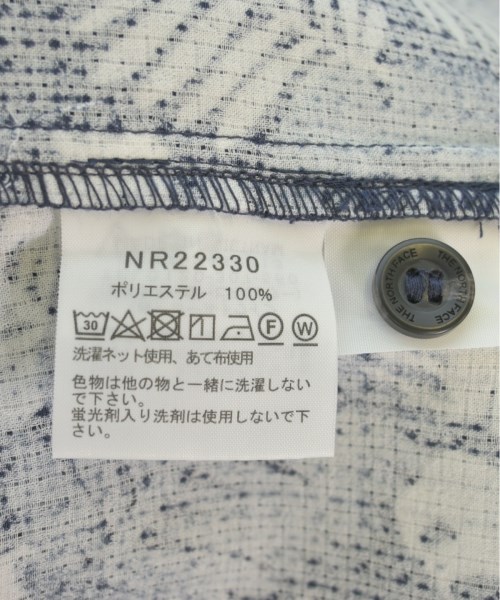 NR22330
ポリエステル 100%
30 F W
洗濯ネット使用、あて布使用
色物は他の物と一緒に洗濯しない
で下さい。
蛍光剤入り洗剤は使用しないで下
さい。
THE NORTH FACE THE NORTH FACE